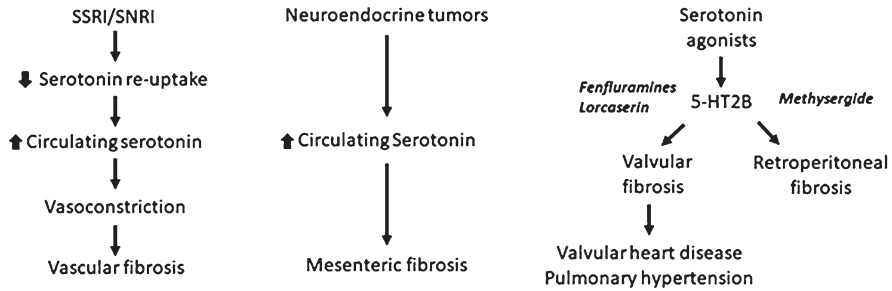 SSRI/SNRI
Serotonin re-uptake
Circulating serotonin
Vasoconstriction
Vascular fibrosis
Neuroendocrine tumors
Circulating Serotonin
Mesenteric fibrosis
Serotonin
agonists
Fenfluramines
Lorcaserin
5-HT2B
Methysergide
Valvular
fibrosis
Retroperitoneal
fibrosis
Valvular heart disease
Pulmonary hypertension